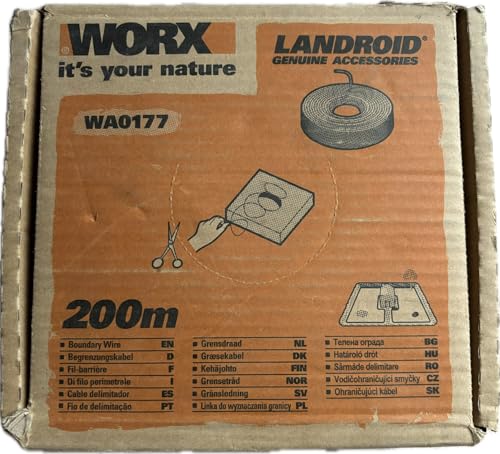 WORX®
it's your nature
LANDROID®
GENUINE ACCESSORIES
WA0177
200m
Boundary Wire EN
Begrenzungskabel D
Fil-barrière F
Di filo perimetrale I
Cable delimitador ES
Fio de delimitação PT
Grensdraad NL
Græsekabel DK
Kehäjohto FIN
Grensetråd NOR
Gränsledning SV
Linka do wyznaczania granicy PL
Телена ограда BG
Határoló drót HU
Sârmăde delimitare RO
Vodičohraničující smyčky CZ
Ohraničujúci kábel SK